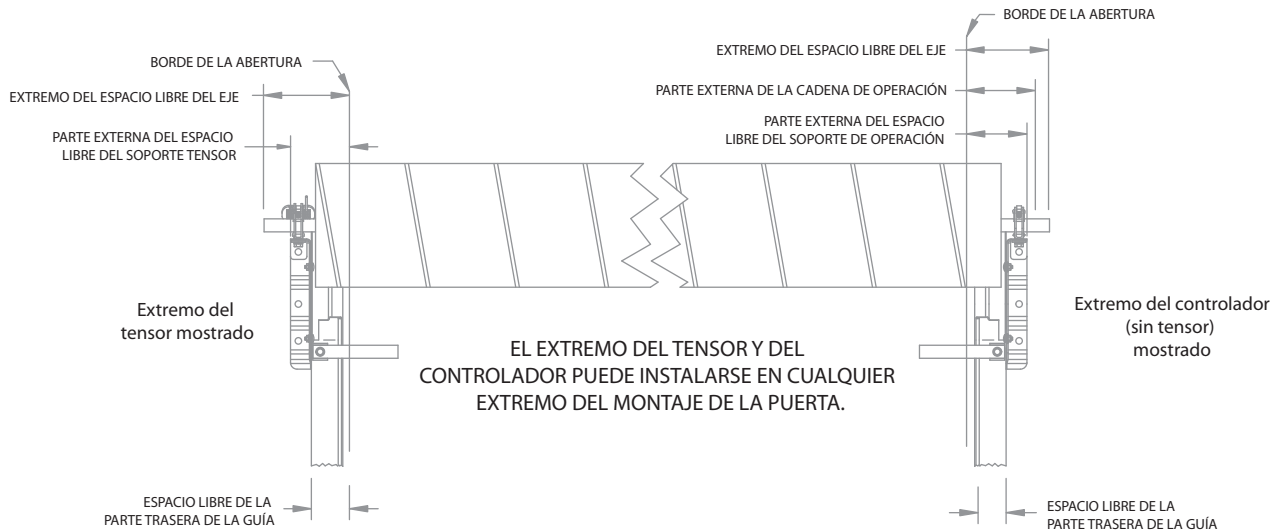 BORDE DE LA ABERTURA
EXTREMO DEL ESPACIO LIBRE DEL EJE
PARTE EXTERNA DEL ESPACIO
LIBRE DEL SOPORTE TENSOR
BORDE DE LA ABERTURA
EXTREMO DEL ESPACIO LIBRE DEL EJE
PARTE EXTERNA DE LA CADENA DE OPERACIÓN
PARTE EXTERNA DEL ESPACIO
LIBRE DEL SOPORTE DE OPERACIÓN
Extremo del
tensor mostrado
EL EXTREMO DEL TENSOR Y DEL
CONTROLADOR PUEDE INSTALARSE EN CUALQUIER
EXTREMO DEL MONTAJE DE LA PUERTA.
Extremo del controlador
(sin tensor)
mostrado
ESPACIO LIBRE DE LA
PARTE TRASERA DE LA GUÍA
ESPACIO LIBRE DE LA
PARTE TRASERA DE LA GUÍA